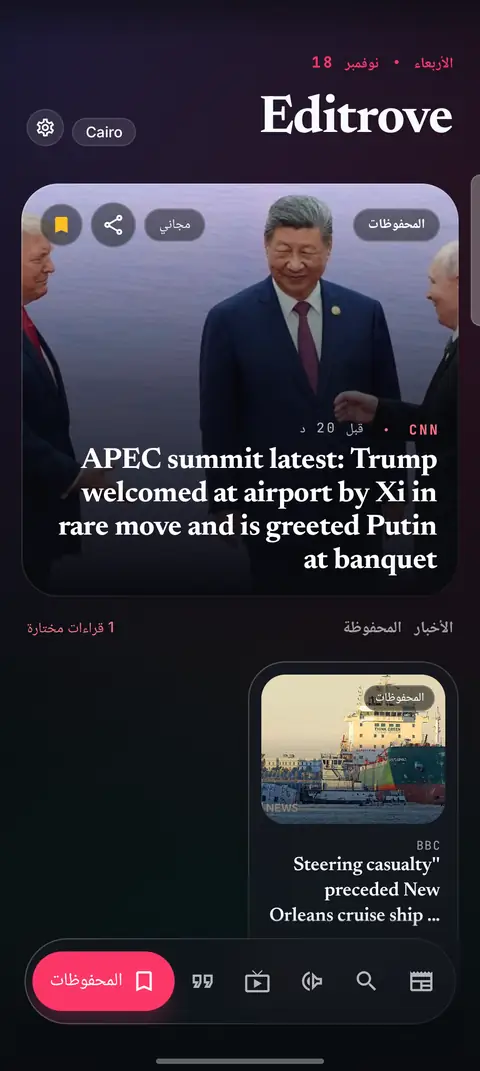 الأربعاء • نوفمبر 18
Editrove
Cairo
المحفوظات
مجاني
CNN • قبل 20 د
APEC summit latest: Trump
welcomed at airport by Xi in
rare move and is greeted Putin
at banquet
الأخبار المحفوظة
1 قراءات مختارة
المحفوظات
NEWS
BBC
Steering casualty"
preceded New
Orleans cruise ship ...
المحفوظات